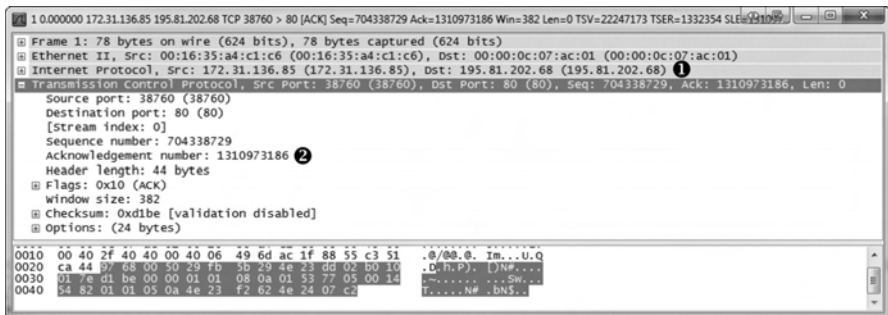 1 0.000000 172.31.136.85 195.81.202.68 TCP 38760 > 80 [ACK] Seq=704338729 Ack=1310973186 Win=382 Len=0 TSV=22247173 TSER=1332354
Frame 1: 78 bytes on wire (624 bits), 78 bytes captured (624 bits)
Ethernet II, Src: 00:16:35:a4:c1:c6 (00:16:35:a4:c1:c6), Dst: 00:00:0c:07:ac:01 (00:00:0c:07:ac:01)
Internet Protocol, Src: 172.31.136.85 (172.31.136.85), Dst: 195.81.202.68 (195.81.202.68) ❶
Transmission Control Protocol, Src Port: 38760 (38760), Dst Port: 80 (80), Seq: 704338729, Ack: 1310973186, Len: 0
Source port: 38760 (38760)
Destination port: 80 (80)
[Stream index: 0]
Sequence number: 704338729
Acknowledgement number: 1310973186 ❷
Header length: 44 bytes
Flags: 0x10 (ACK)
Window size: 382
Checksum: 0xd1be [validation disabled]
Options: (24 bytes)
0010 00 40 2f 40 40 00 40 06 49 6d ac 1f 88 55 c3 51 .@/@@.@. Im...U.Q
0020 ca 44 97 68 00 50 29 fb 5b 29 4e 23 dd 02 b0 10 .D.h.P). [)N#....
0030 01 7e d1 be 00 00 01 01 08 0a 01 53 77 05 00 14 .~...... ...Sw...
0040 54 82 01 01 05 0a 4e 23 f2 62 4e 24 07 c2 T.....N# .bN$..